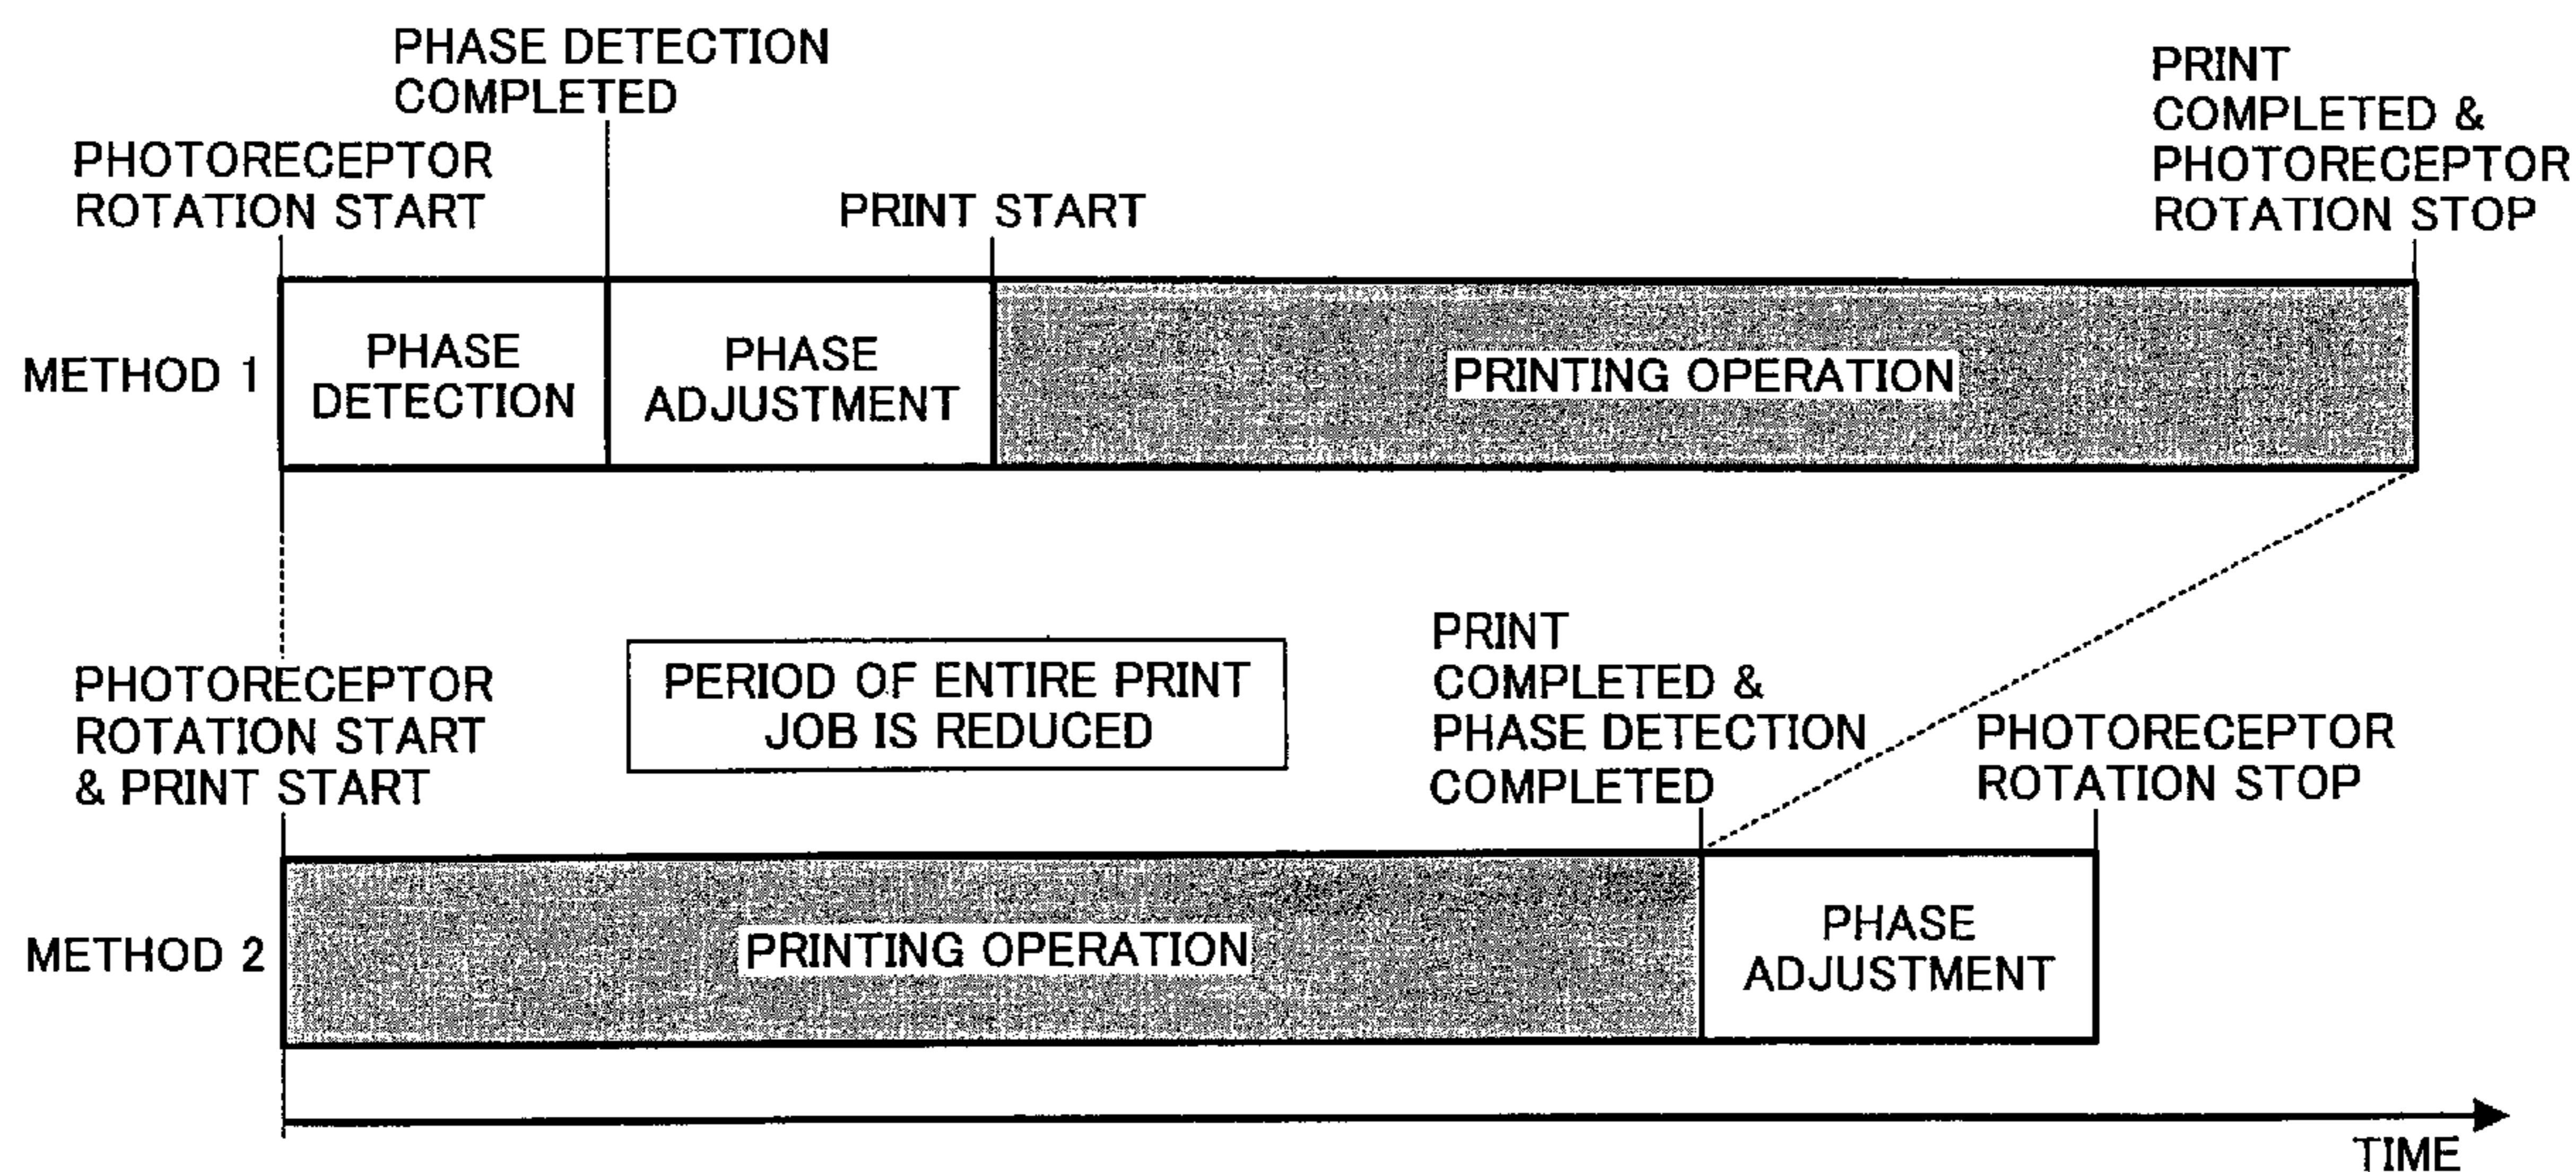 PHASE DETECTION
COMPLETED
PHOTORECEPTOR
ROTATION START
PRINT START
PRINT
COMPLETED &
PHOTORECEPTOR
ROTATION STOP
METHOD 1
PHASE
DETECTION
PHASE
ADJUSTMENT
PRINTING OPERATION
PHOTORECEPTOR
ROTATION START
& PRINT START
PERIOD OF ENTIRE PRINT
JOB IS REDUCED
PRINT
COMPLETED &
PHASE DETECTION
COMPLETED
PHOTORECEPTOR
ROTATION STOP
METHOD 2
PRINTING OPERATION
PHASE
ADJUSTMENT
TIME